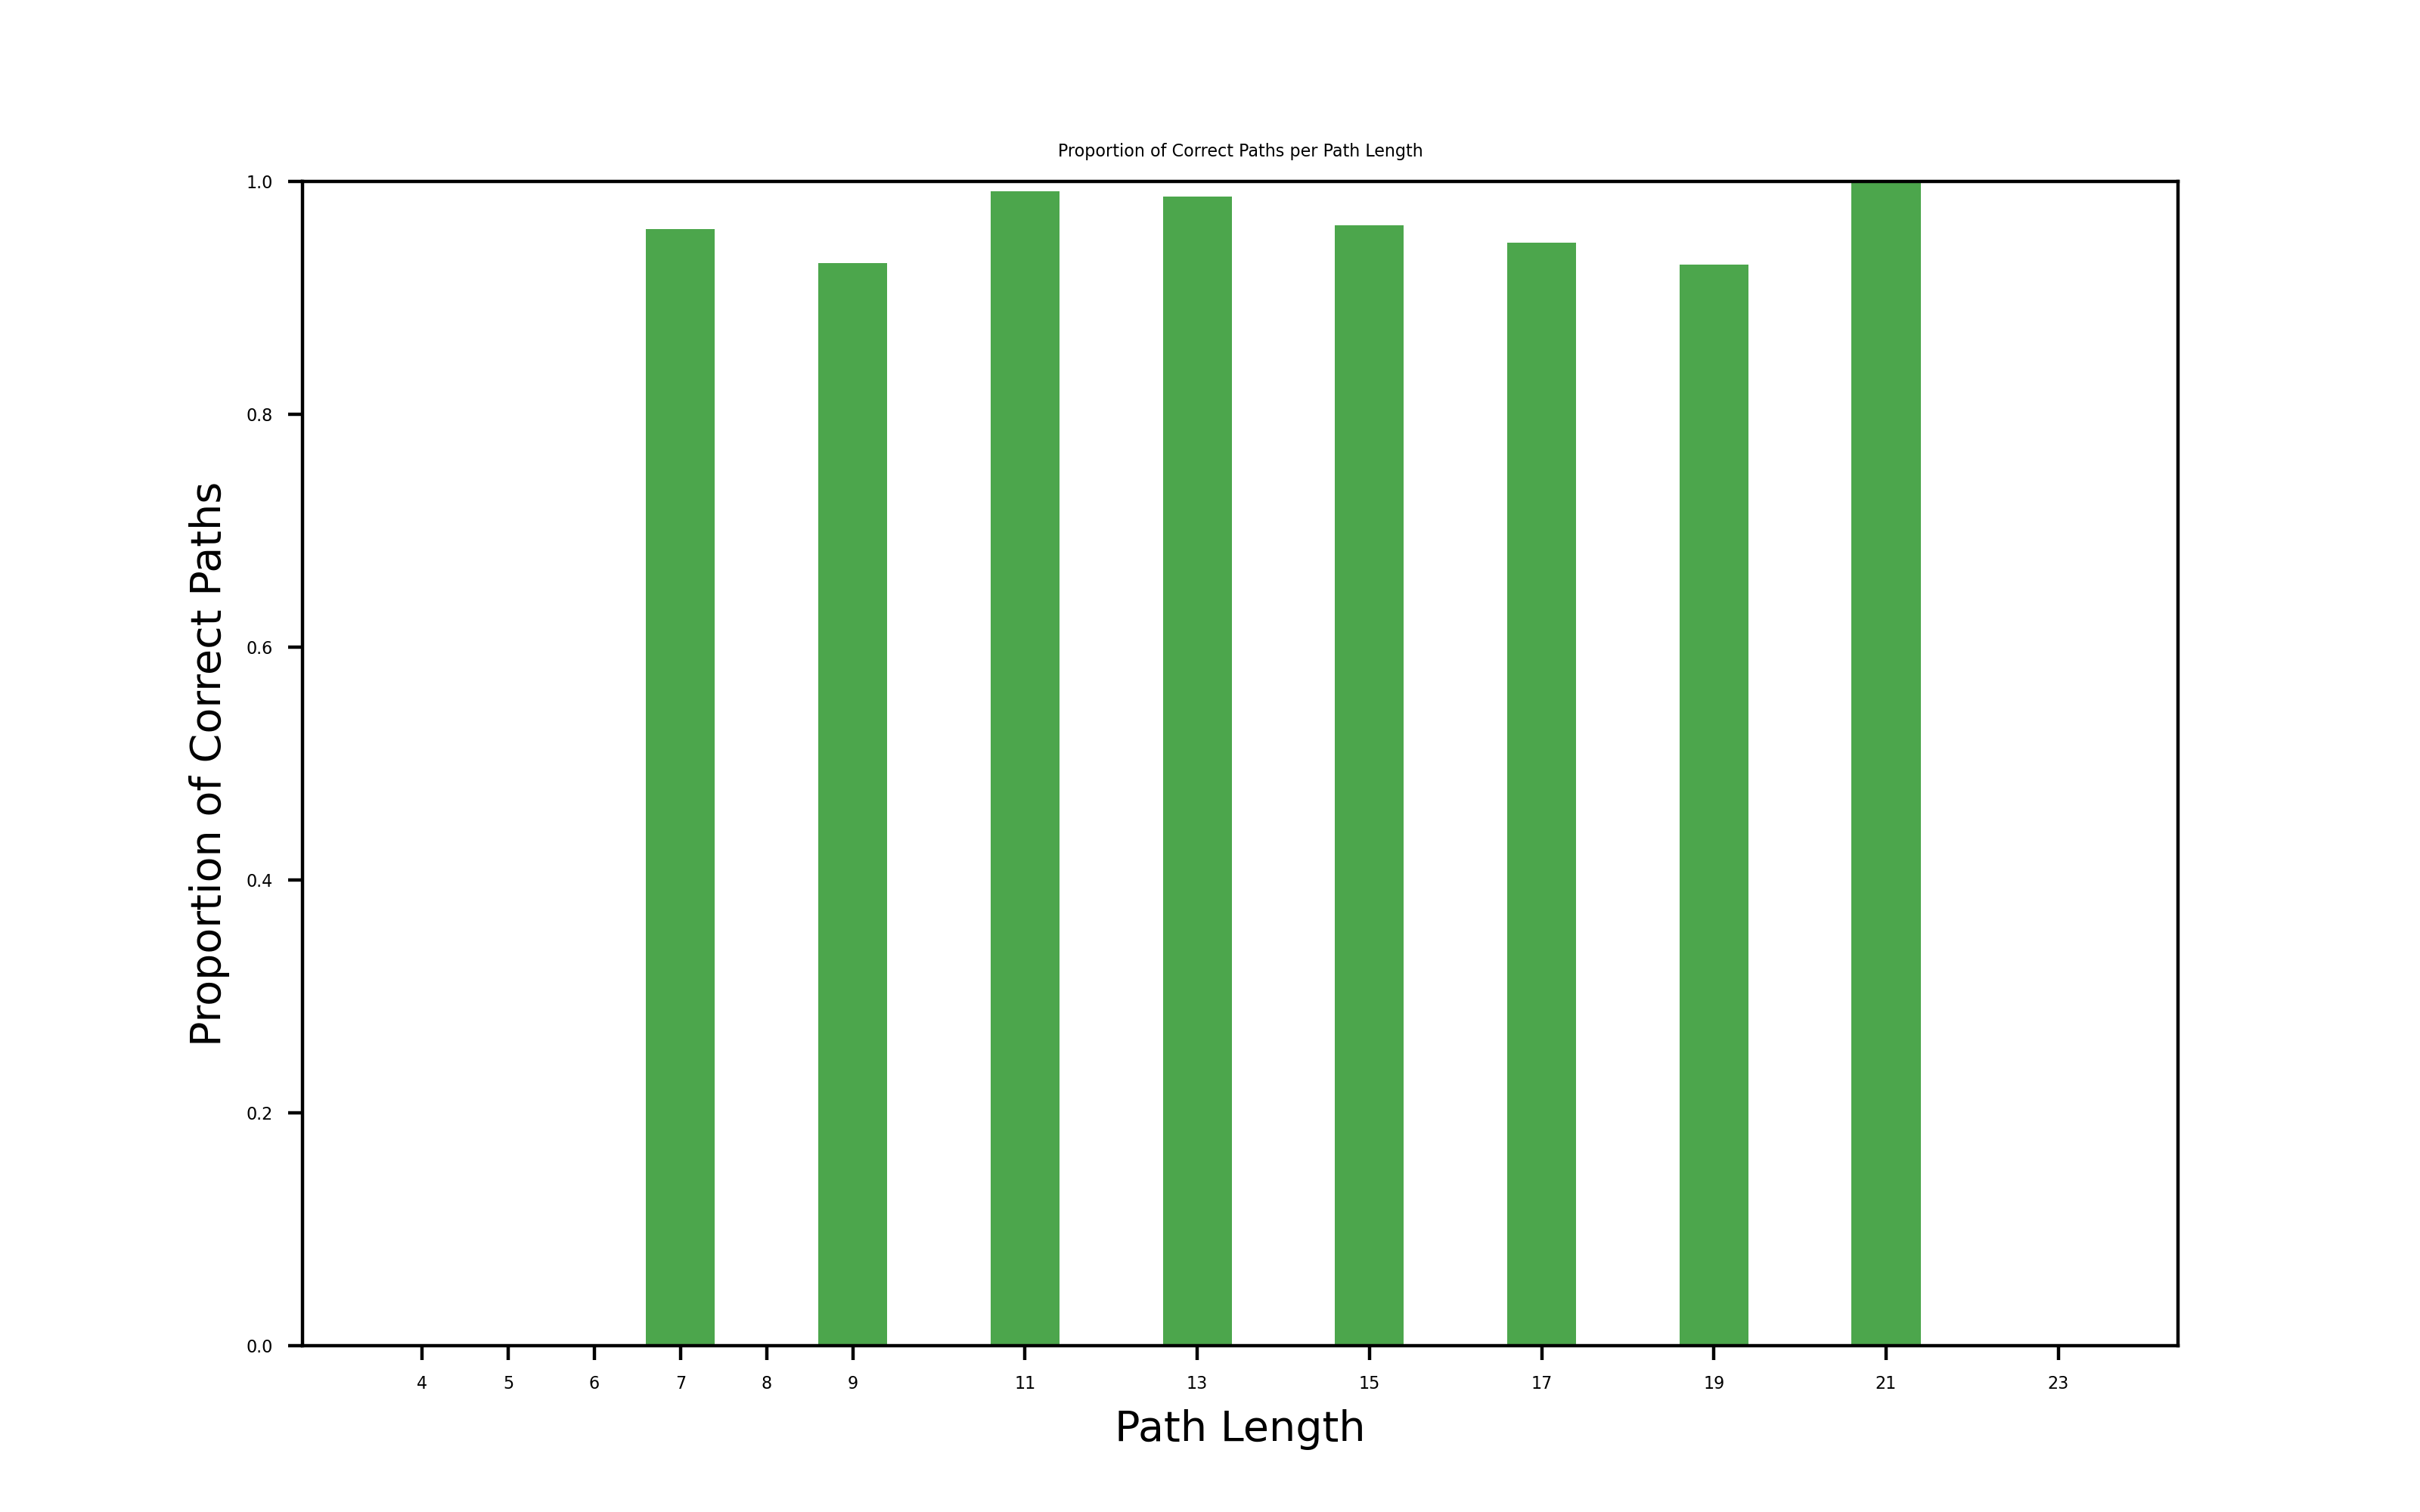 Proportion of Correct Paths per Path Length
1.0
0.8
0.6
0.4
0.2
0.0
Proportion of Correct Paths
4 5 6 7 8 9 11 13 15 17 19 21 23
Path Length